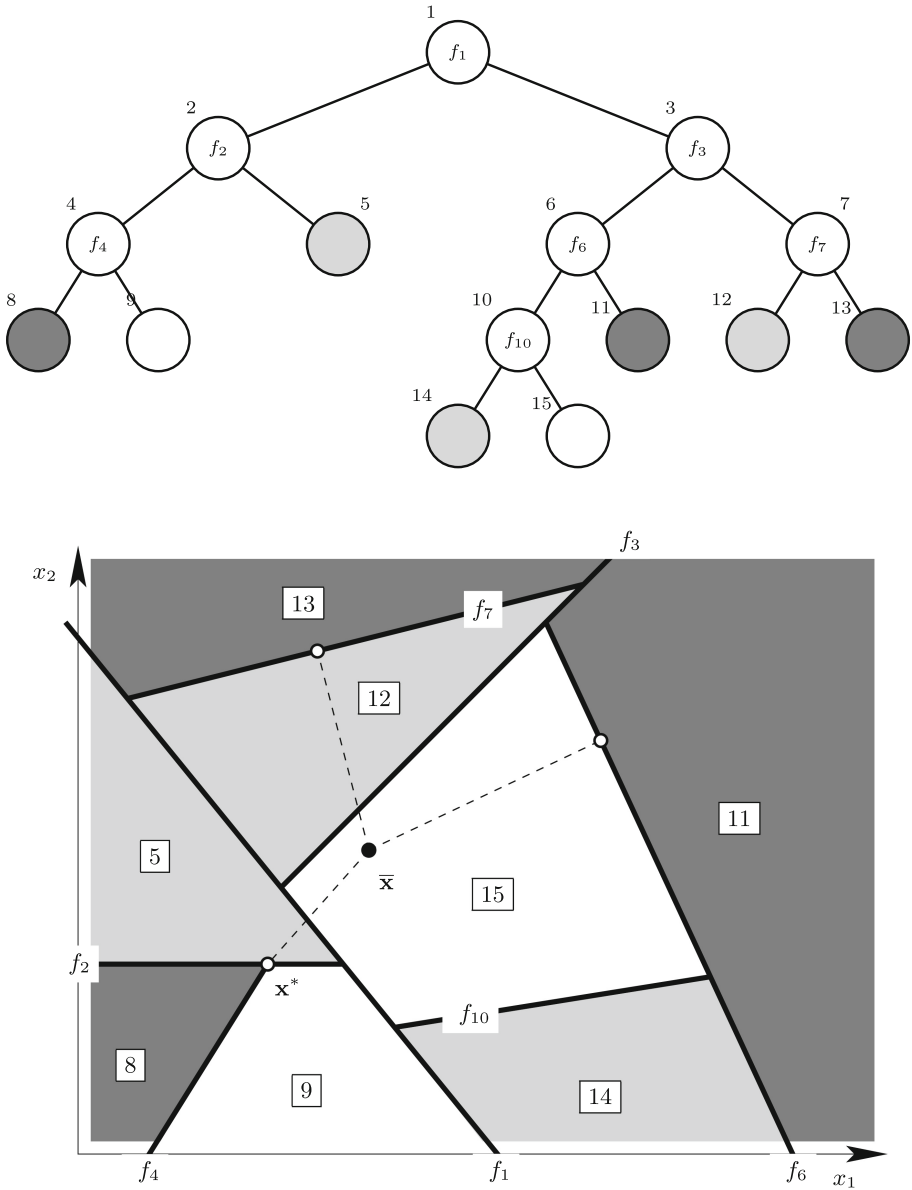 1
f₁
2 3
f₂ f₃
4 5 6 7
f₄ f₆ f₇
8 9 10 11 12 13
f₁₀
14 15
f₃
x₂
13 f₇
12
11
5 x̄
15
f₂
x*
f₁₀
8
9 14
f₄ f₁ f₆
x₁